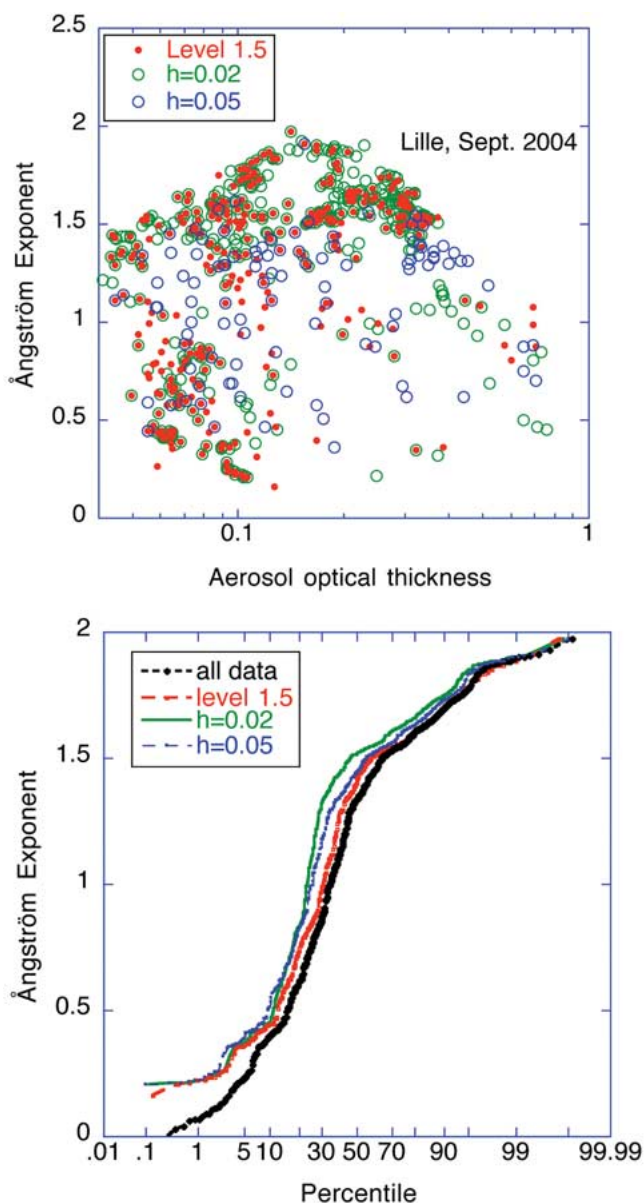 2.5
Level 1.5
h=0.02
h=0.05
2
Lille, Sept. 2004
1.5
1
0.5
0
0.1
1
Ångström Exponent
Aerosol optical thickness
2
all data
level 1.5
h=0.02
h=0.05
1.5
1
0.5
0
Ångström Exponent
.01 .1 1 5 10 30 50 70 90 99 99.99
Percentile